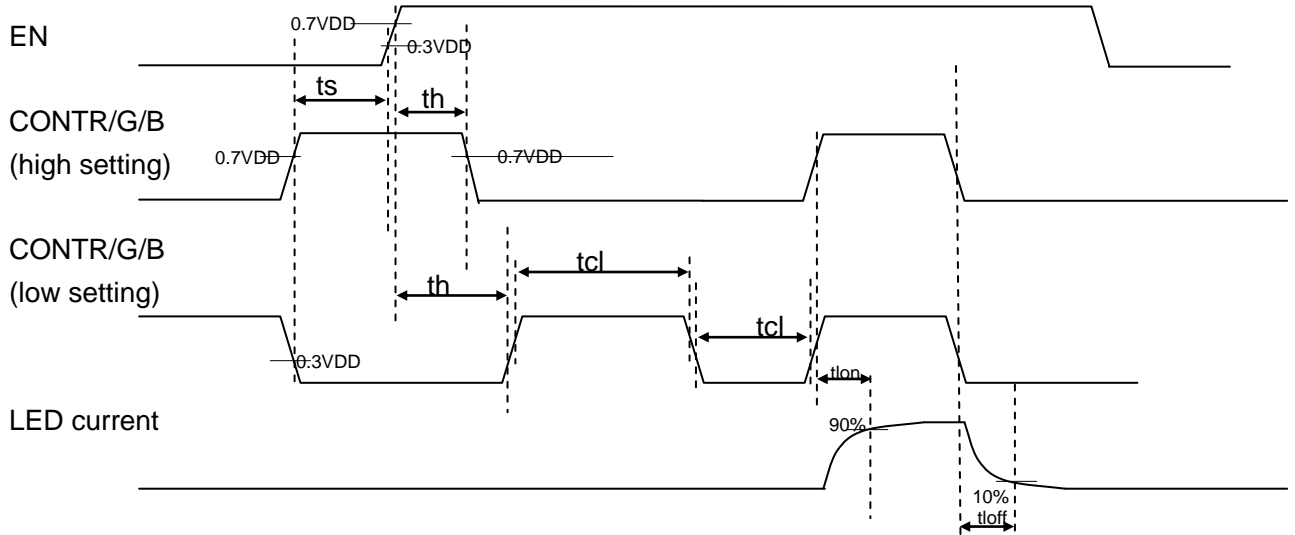 0.7VDD
EN
0.3VDD
ts
th
CONTR/G/B
(high setting)
0.7VDD
0.7VDD
CONTR/G/B
(low setting)
tcl
th
tcl
0.3VDD
tlon
LED current
90%
10%
tloff